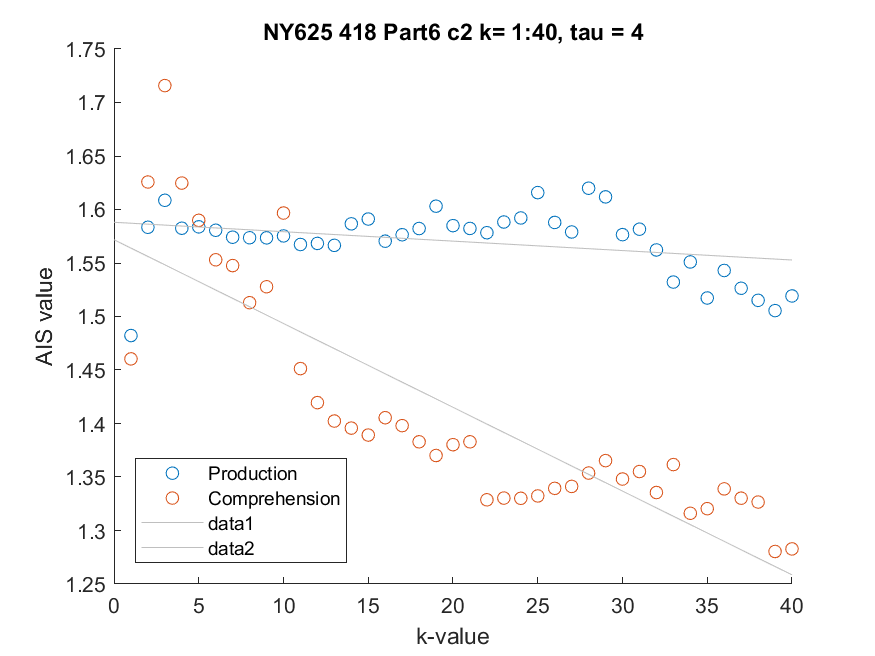 NY625 418 Part6 c2 k= 1:40, tau = 4
1.75
1.7
1.65
1.6
1.55
1.5
1.45
1.4
1.35
1.3
1.25
AIS value
Production
Comprehension
data1
data2
0 5 10 15 20 25 30 35 40
k-value